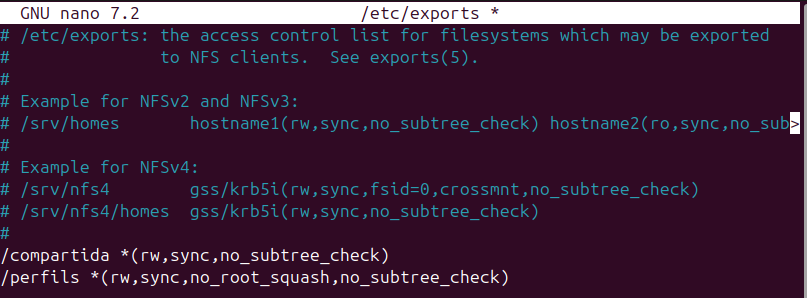 GNU nano 7.2 /etc/exports *
# /etc/exports: the access control list for filesystems which may be exported
#               to NFS clients.  See exports(5).
#
# Example for NFSv2 and NFSv3:
# /srv/homes       hostname1(rw,sync,no_subtree_check) hostname2(ro,sync,no_sub>
#
# Example for NFSv4:
# /srv/nfs4        gss/krb5i(rw,sync,fsid=0,crossmnt,no_subtree_check)
# /srv/nfs4/homes  gss/krb5i(rw,sync,no_subtree_check)
#
/compartida *(rw,sync,no_subtree_check)
/perfils *(rw,sync,no_root_squash,no_subtree_check)